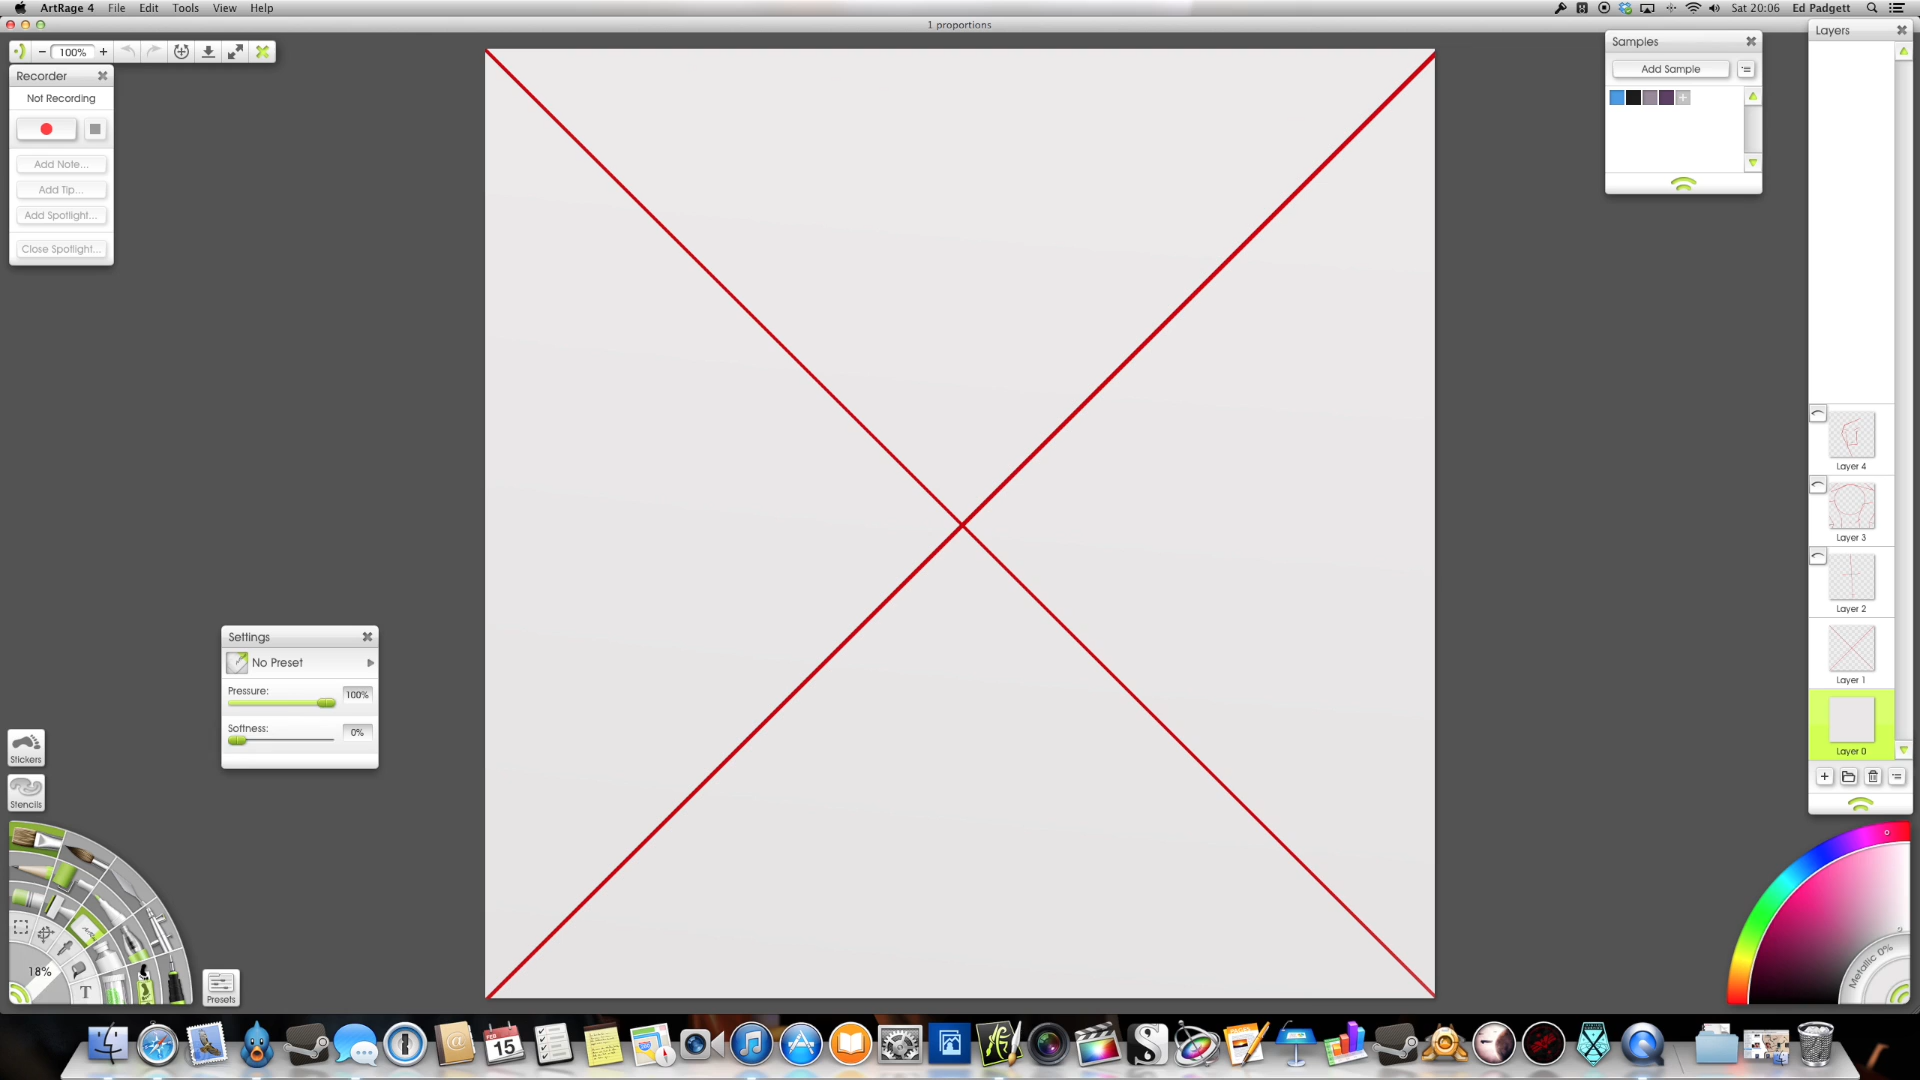 ArtRage 4 File Edit Tools View Help
Sat 20:06 Ed Padgett
1 proportions
100%
Recorder
Not Recording
Add Note...
Add Tip...
Add Spotlight...
Close Spotlight...
Samples
Add Sample
Layers
Layer 4
Layer 3
Layer 2
Layer 1
Layer 0
Settings
No Preset
Pressure:
100%
Softness:
0%
Stickers
Stencils
18%
T
Presets
Metallic 0%
15